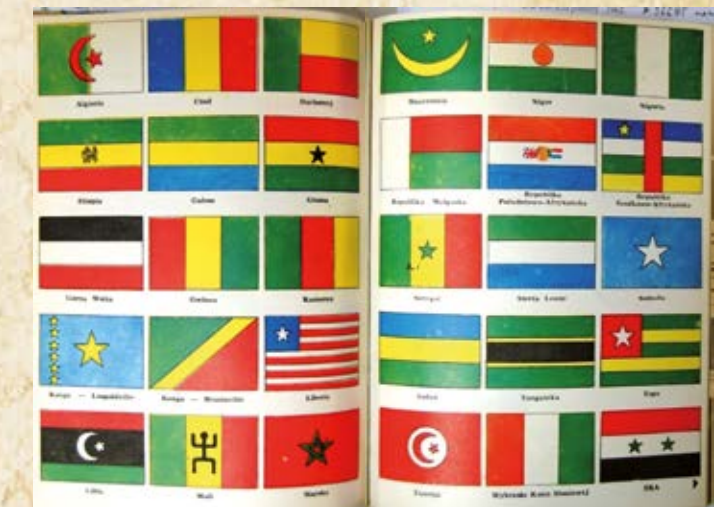 Algieria
Czad
Dahomej
Etiopia
Gabon
Ghana
Górna Wolta
Gwinea
Kamerun
Kongo — Leopoldville
Kongo — Brazzaville
Liberia
Libia
Mali
Maroko
Mauretania
Niger
Nigeria
Republika Malgaska
Republika
Południowo-Afrykańska
Republika
Środkowo-Afrykańska
Senegal
Sierra Leone
Somalia
Sudan
Tanganika
Togo
Tunezja
Wybrzeże Kości Słoniowej
ZRA